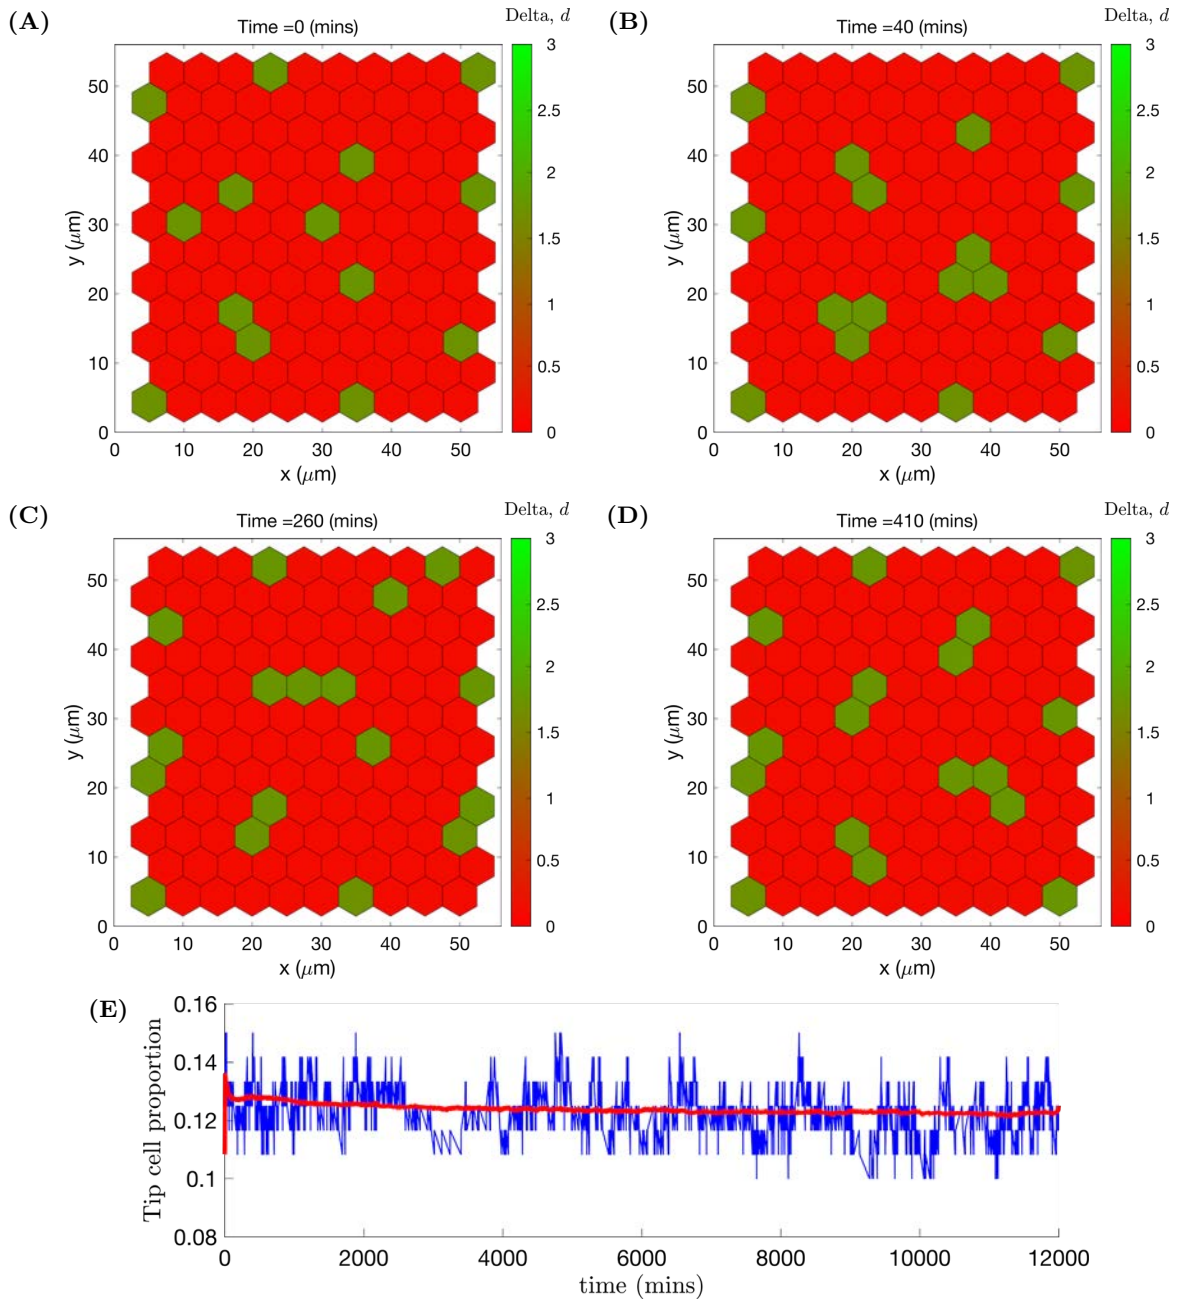 (A)
Time =0 (mins)
Delta, d
y (μm)
50
40
30
20
10
0
0 10 20 30 40 50
x (μm)
3
2.5
2
1.5
1
0.5
0
(B)
Time =40 (mins)
Delta, d
y (μm)
50
40
30
20
10
0
0 10 20 30 40 50
x (μm)
3
2.5
2
1.5
1
0.5
0
(C)
Time =260 (mins)
Delta, d
y (μm)
50
40
30
20
10
0
0 10 20 30 40 50
x (μm)
3
2.5
2
1.5
1
0.5
0
(D)
Time =410 (mins)
Delta, d
y (μm)
50
40
30
20
10
0
0 10 20 30 40 50
x (μm)
3
2.5
2
1.5
1
0.5
0
(E)
Tip cell proportion
0.16
0.14
0.12
0.1
0.08
0 2000 4000 6000 8000 10000 12000
time (mins)